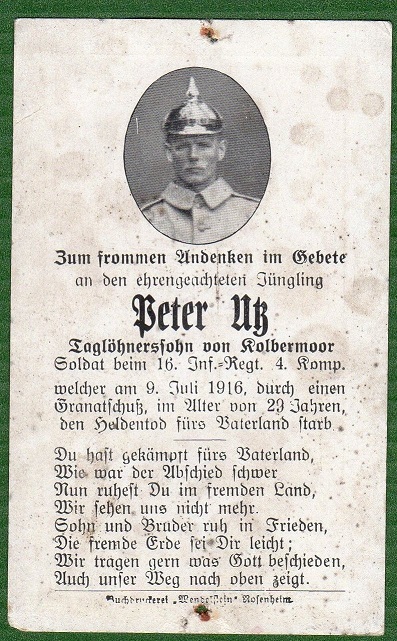 Zum frommen Andenken im Gebete
an den ehrengeachteten Jüngling
Peter Utz
Taglöhnerssohn von Kolbermoor
Soldat beim 16. Inf.-Regt. 4. Komp.
welcher am 9. Juli 1916, durch einen
Granatschuß, im Alter von 29 Jahren,
den Heldentod fürs Vaterland starb
Du hast gekämpft fürs Vaterland,
Wie war der Abschied schwer
Nun ruhest Du im fremden Land,
Wir sehen uns nicht mehr.
Sohn und Bruder ruh in Frieden,
Die fremde Erde sei Dir leicht;
Wir tragen gern was Gott beschieden,
Auch unser Weg nach oben zeigt.
Buchdruckerei „Wendelstein" Rosenheim